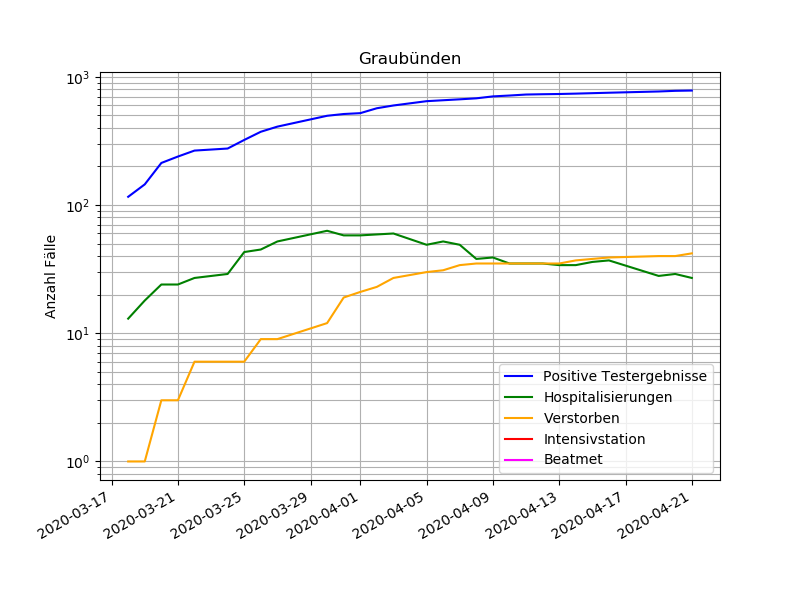 Graubünden
Anzahl Fälle
10³
10²
10¹
10⁰
Positive Testergebnisse
Hospitalisierungen
Verstorben
Intensivstation
Beatmet
2020-03-17
2020-03-21
2020-03-25
2020-03-29
2020-04-01
2020-04-05
2020-04-09
2020-04-13
2020-04-17
2020-04-21